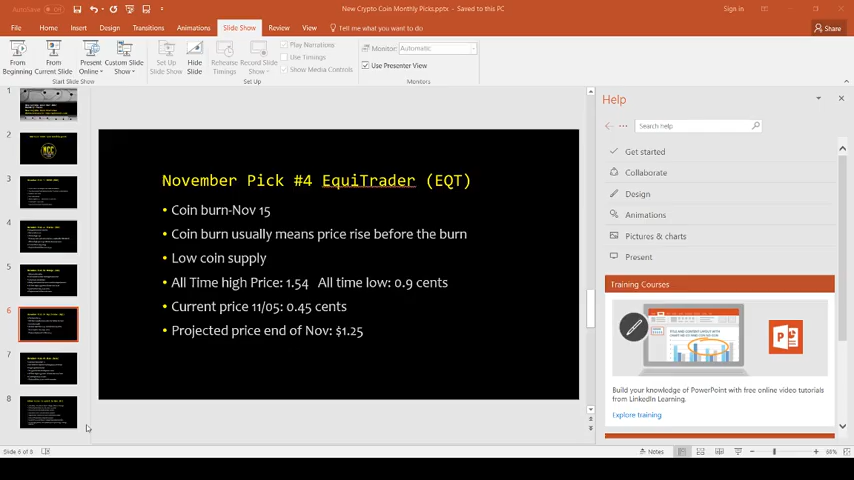 AutoSave
New Crypto Coin Monthly Picks.pptx - Saved to this PC
Sign in
File Home Insert Design Transitions Animations Slide Show Review View Tell me what you want to do
Share
From Beginning
From Current Slide
Present Online
Custom Slide Show
Set Up Slide Show
Hide Slide
Rehearse Timings
Record Slide Show
Play Narrations
Use Timings
Show Media Controls
Monitor: Automatic
Use Presenter View
Start Slide Show
Set Up
Monitors
1
2
3
4
5
6
7
8
November Pick #4 EquiTrader (EQT)
• Coin burn-Nov 15
• Coin burn usually means price rise before the burn
• Low coin supply
• All Time high Price: 1.54 All time low: 0.9 cents
• Current price 11/05: 0.45 cents
• Projected price end of Nov: $1.25
Help
Search help
Get started
Collaborate
Design
Animations
Pictures & charts
Present
Training Courses
Build your knowledge of PowerPoint with free online video tutorials
from LinkedIn Learning.
Explore training
Notes
68%